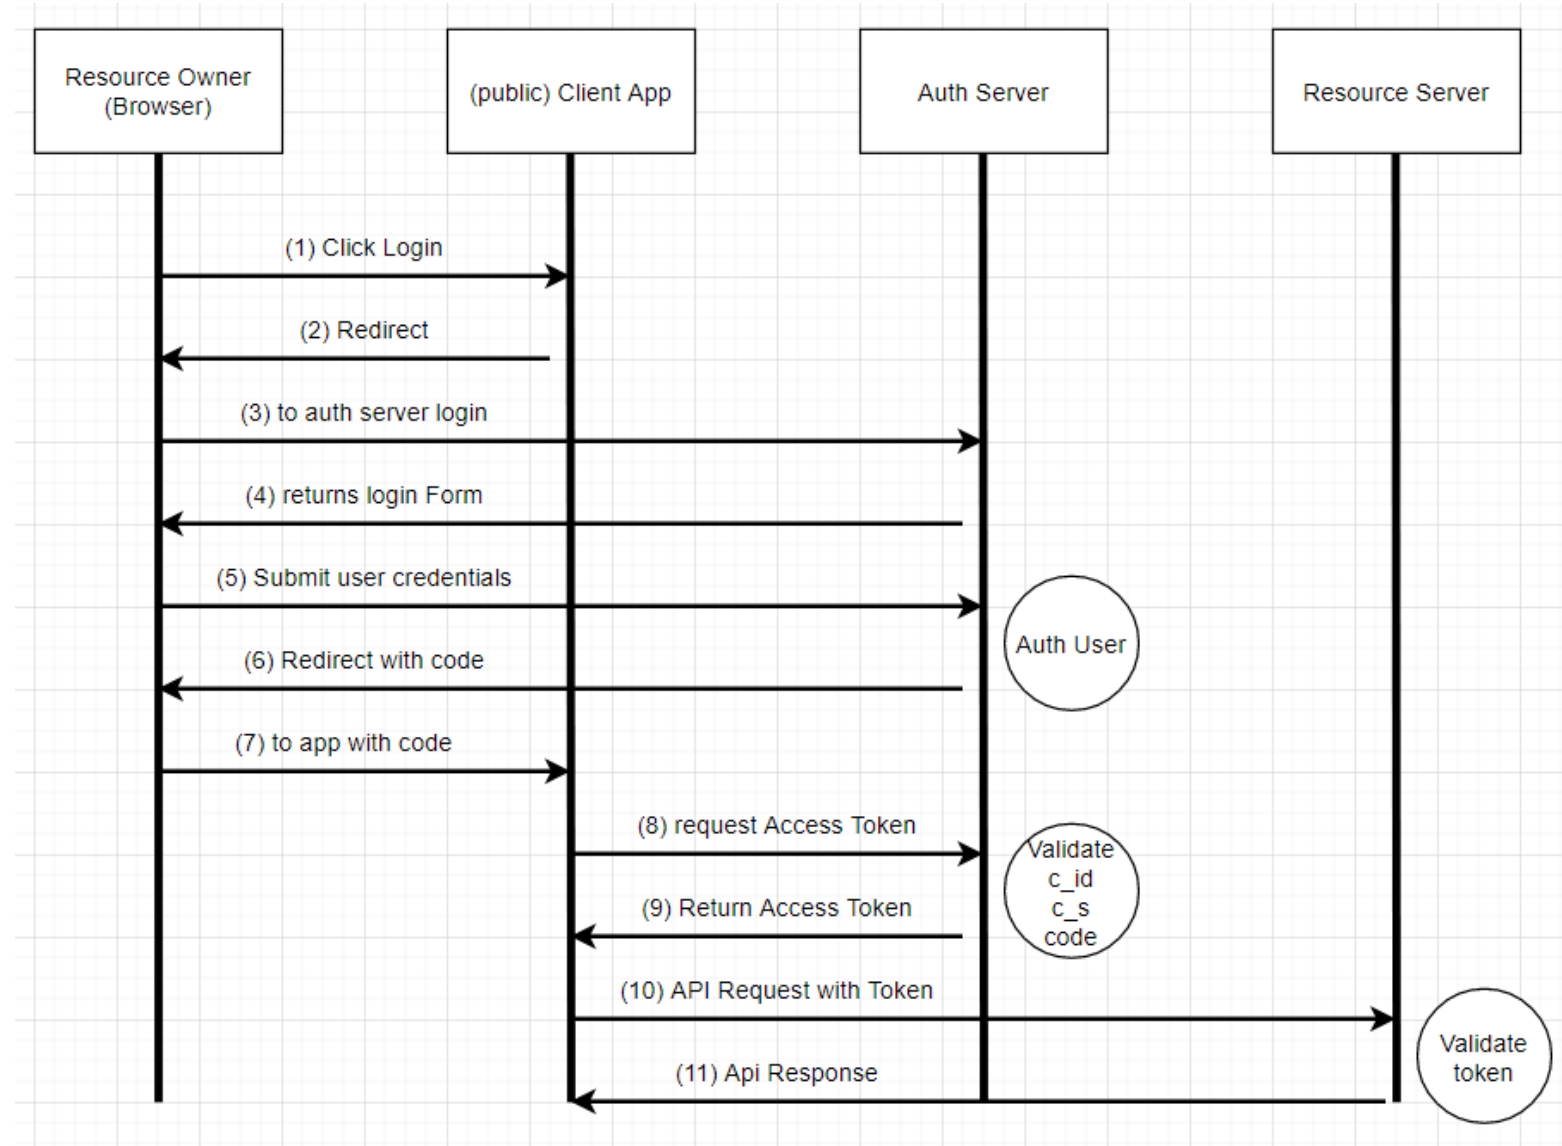 Resource Owner
(Browser)
(public) Client App
Auth Server
Resource Server
(1) Click Login
(2) Redirect
(3) to auth server login
(4) returns login Form
(5) Submit user credentials
Auth User
(6) Redirect with code
(7) to app with code
(8) request Access Token
Validate
c_id
c_s
code
(9) Return Access Token
(10) API Request with Token
Validate
token
(11) Api Response